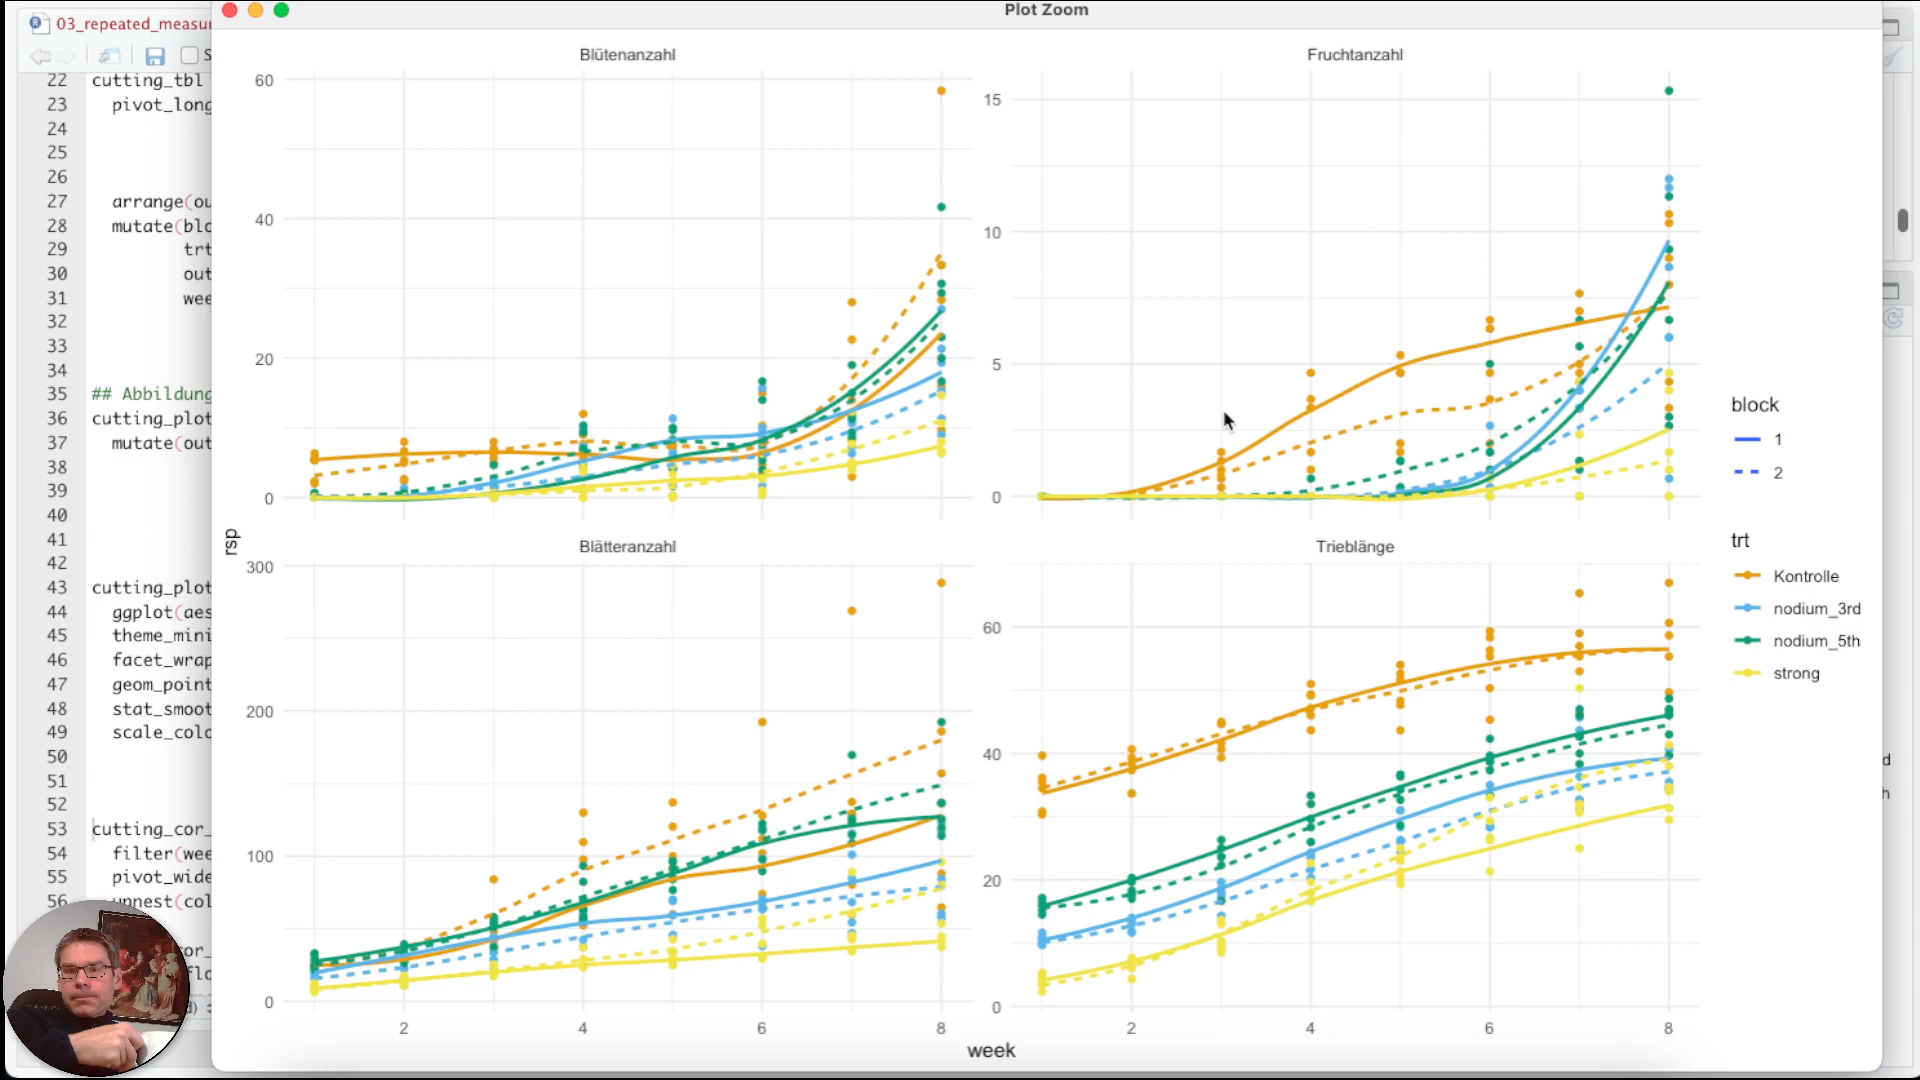 Plot Zoom
03_repeated_measur
S
22 cutting_tbl
23 pivot_long
24
25
26
27 arrange(ou
28 mutate(blo
29 trt
30 out
31 wee
32
33
34
35 ## Abbildung
36 cutting_plot
37 mutate(out
38
39
40
41
42
43 cutting_plot
44 ggplot(aes
45 theme_mini
46 facet_wrap
47 geom_point
48 stat_smoot
49 scale_colo
50
51
52
53 cutting_cor_
54 filter(wee
55 pivot_wide
56 unnest(col
cor_
flo
d)
Blütenanzahl
60
40
20
0
Fruchtanzahl
15
10
5
0
rsp
Blätteranzahl
300
200
100
0
2 4 6 8
Trieblänge
60
40
20
0
2 4 6 8
week
block
1
2
trt
Kontrolle
nodium_3rd
nodium_5th
strong
d
h